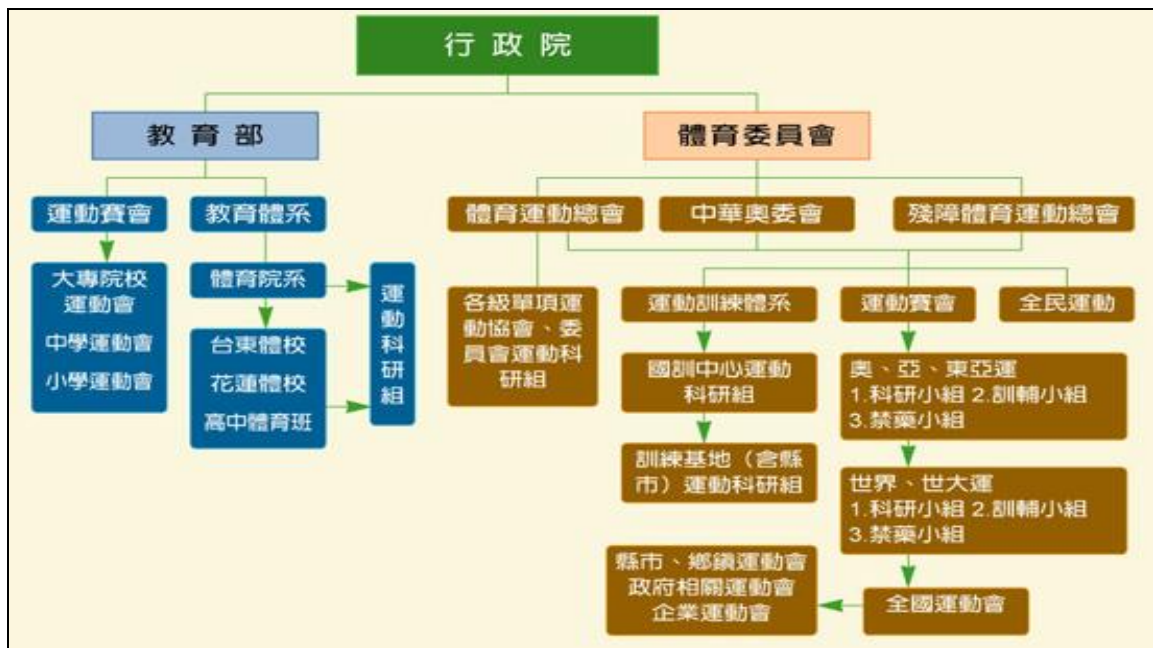 行政院
教育部
體育委員會
運動賽會
教育體系
體育運動總會
中華奧委會
殘障體育運動總會
大專院校
運動會
中學運動會
小學運動會
體育院系
台東體校
花蓮體校
高中體育班
運動科研組
各級單項運
動協會、委
員會運動科
研組
運動訓練體系
運動賽會
全民運動
國訓中心運動
科研組
訓練基地（含縣
市）運動科研組
奧、亞、東亞運
1.科研小組 2.訓輔小組
3.禁藥小組
世界、世大運
1.科研小組 2.訓輔小組
3.禁藥小組
縣市、鄉鎮運動會
政府相關運動會
企業運動會
全國運動會